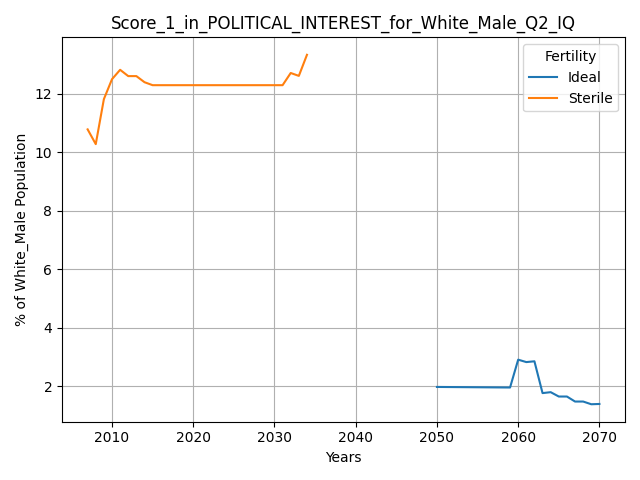 Score_1_in_POLITICAL_INTEREST_for_White_Male_Q2_IQ
Fertility
Ideal
Sterile
% of White_Male Population
12
10
8
6
4
2
2010 2020 2030 2040 2050 2060 2070
Years